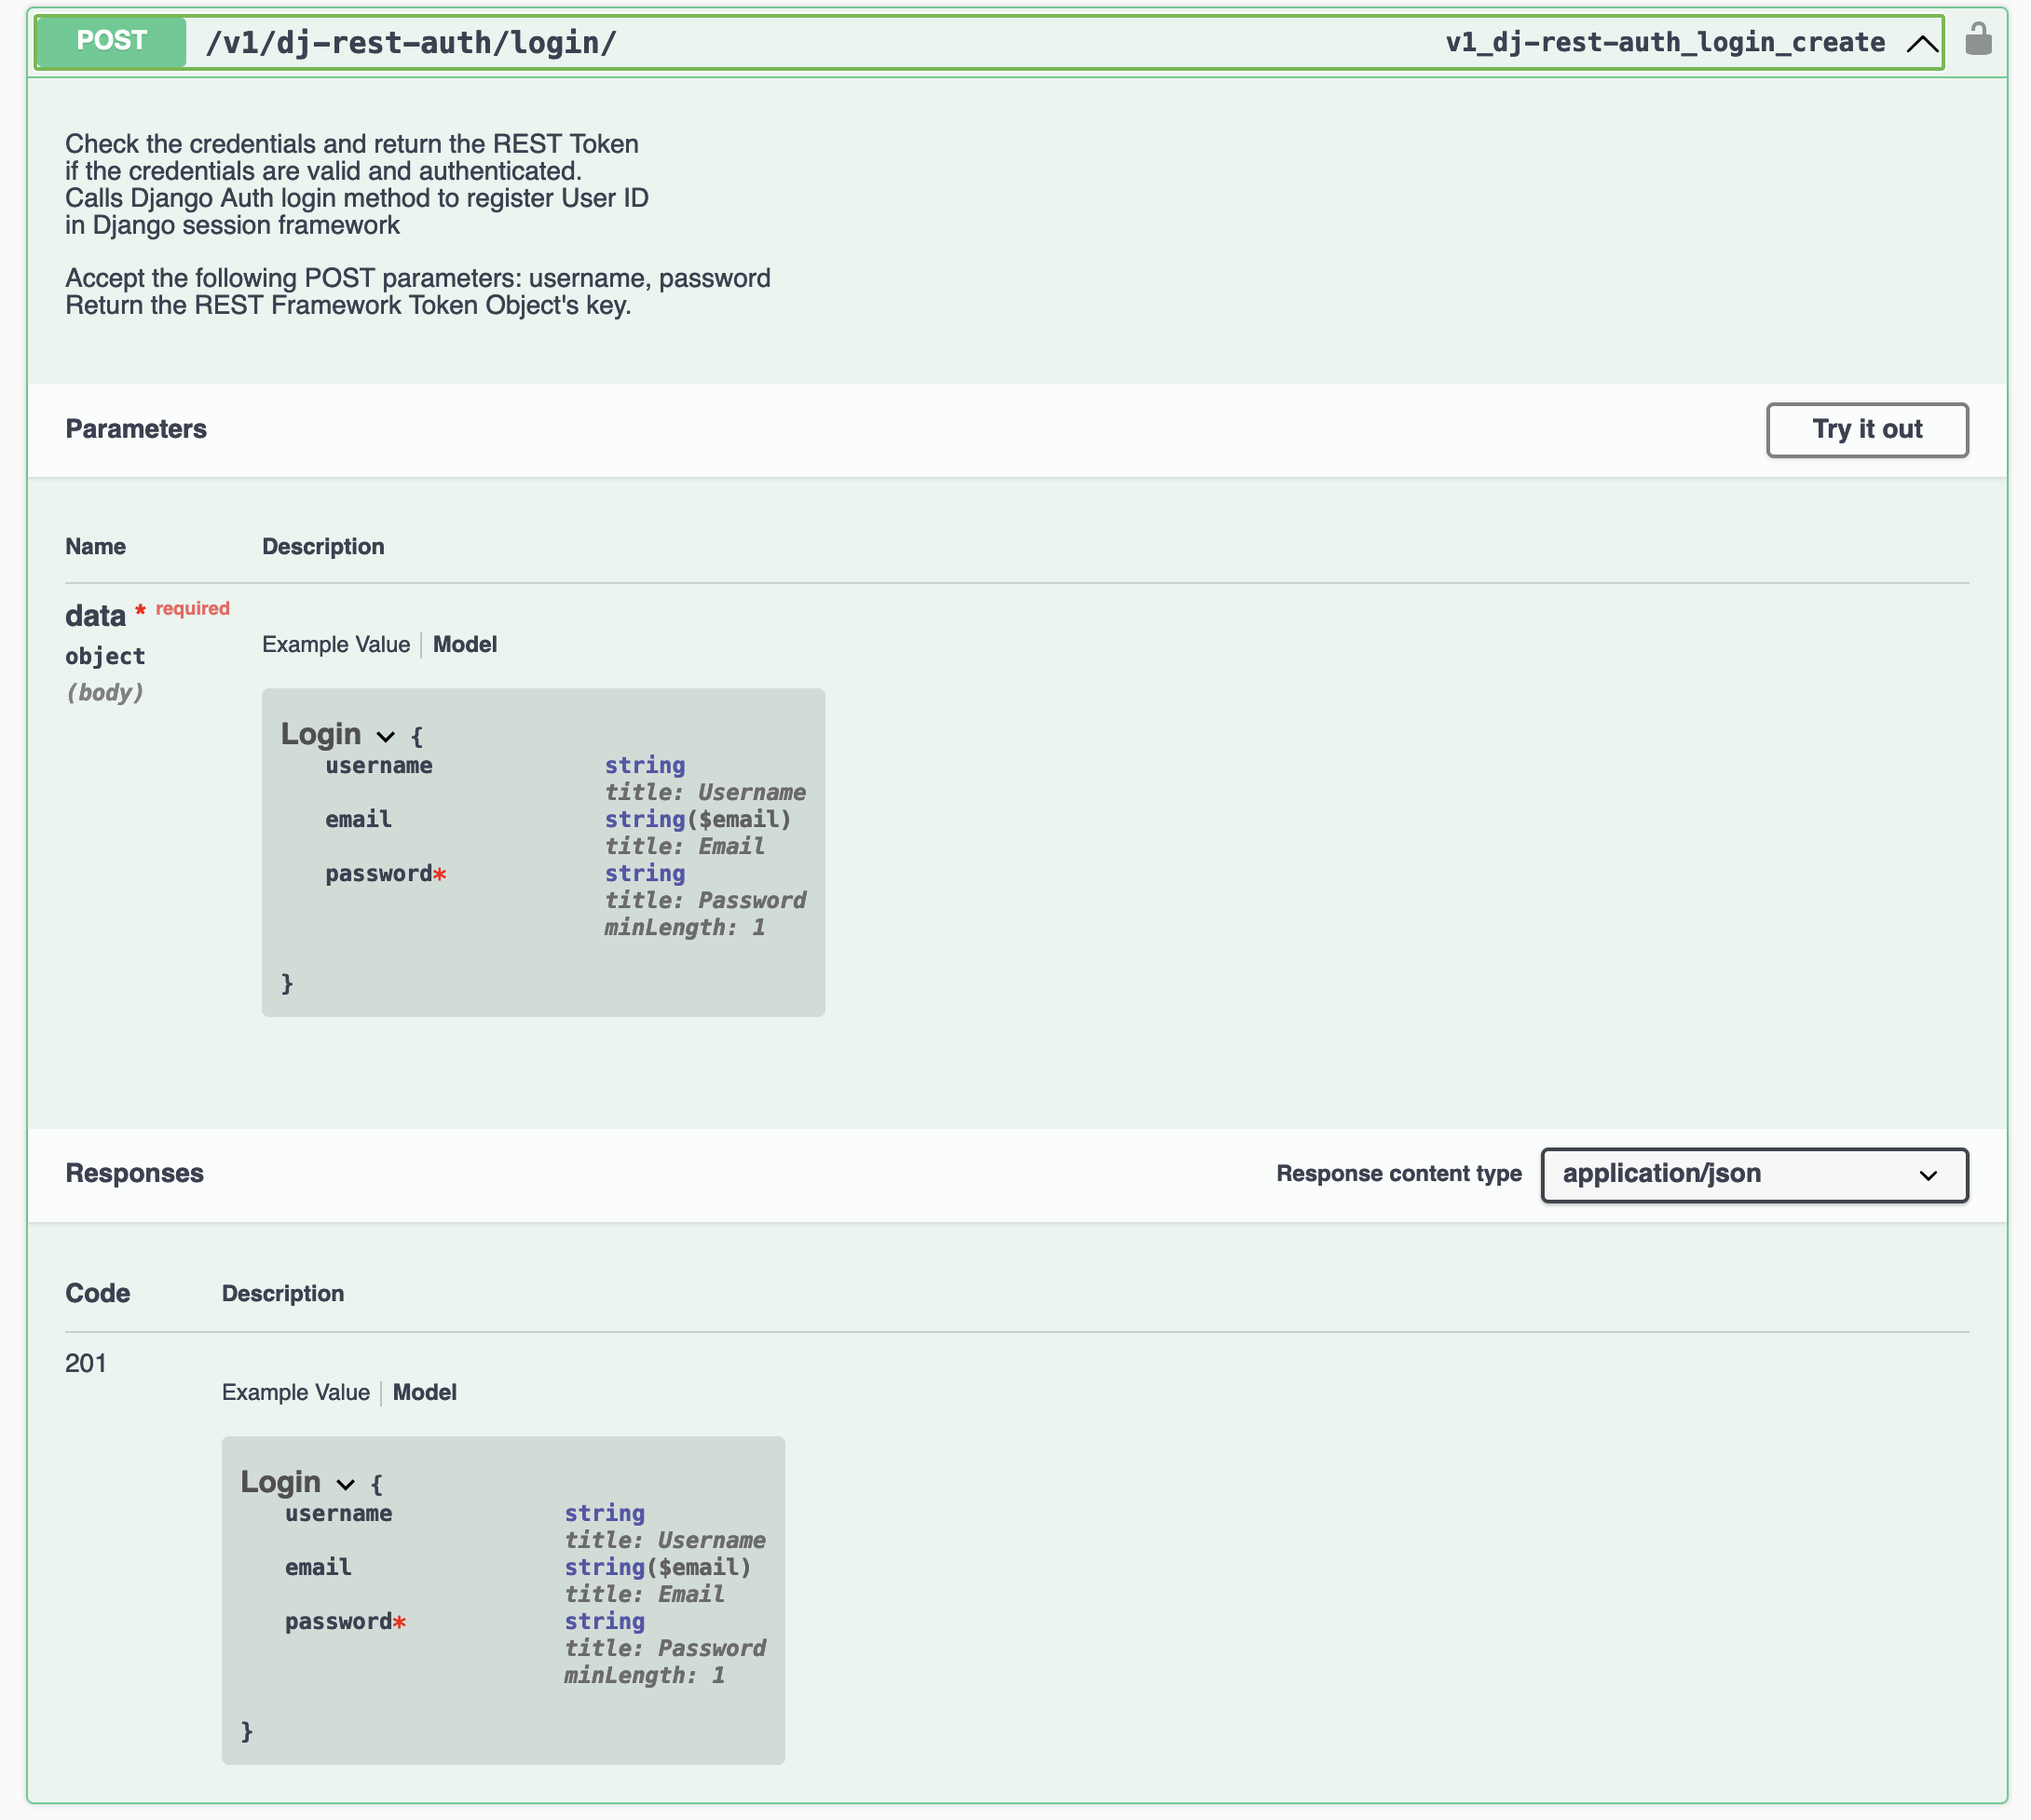 POST /v1/dj-rest-auth/login/ v1_dj-rest-auth_login_create
Check the credentials and return the REST Token
if the credentials are valid and authenticated.
Calls Django Auth login method to register User ID
in Django session framework
Accept the following POST parameters: username, password
Return the REST Framework Token Object's key.
Parameters Try it out
Name Description
data * required
object
(body)
Example Value Model
Login {
username string
title: Username
email string($email)
title: Email
password* string
title: Password
minLength: 1
}
Responses Response content type application/json
Code Description
201
Example Value Model
Login {
username string
title: Username
email string($email)
title: Email
password* string
title: Password
minLength: 1
}